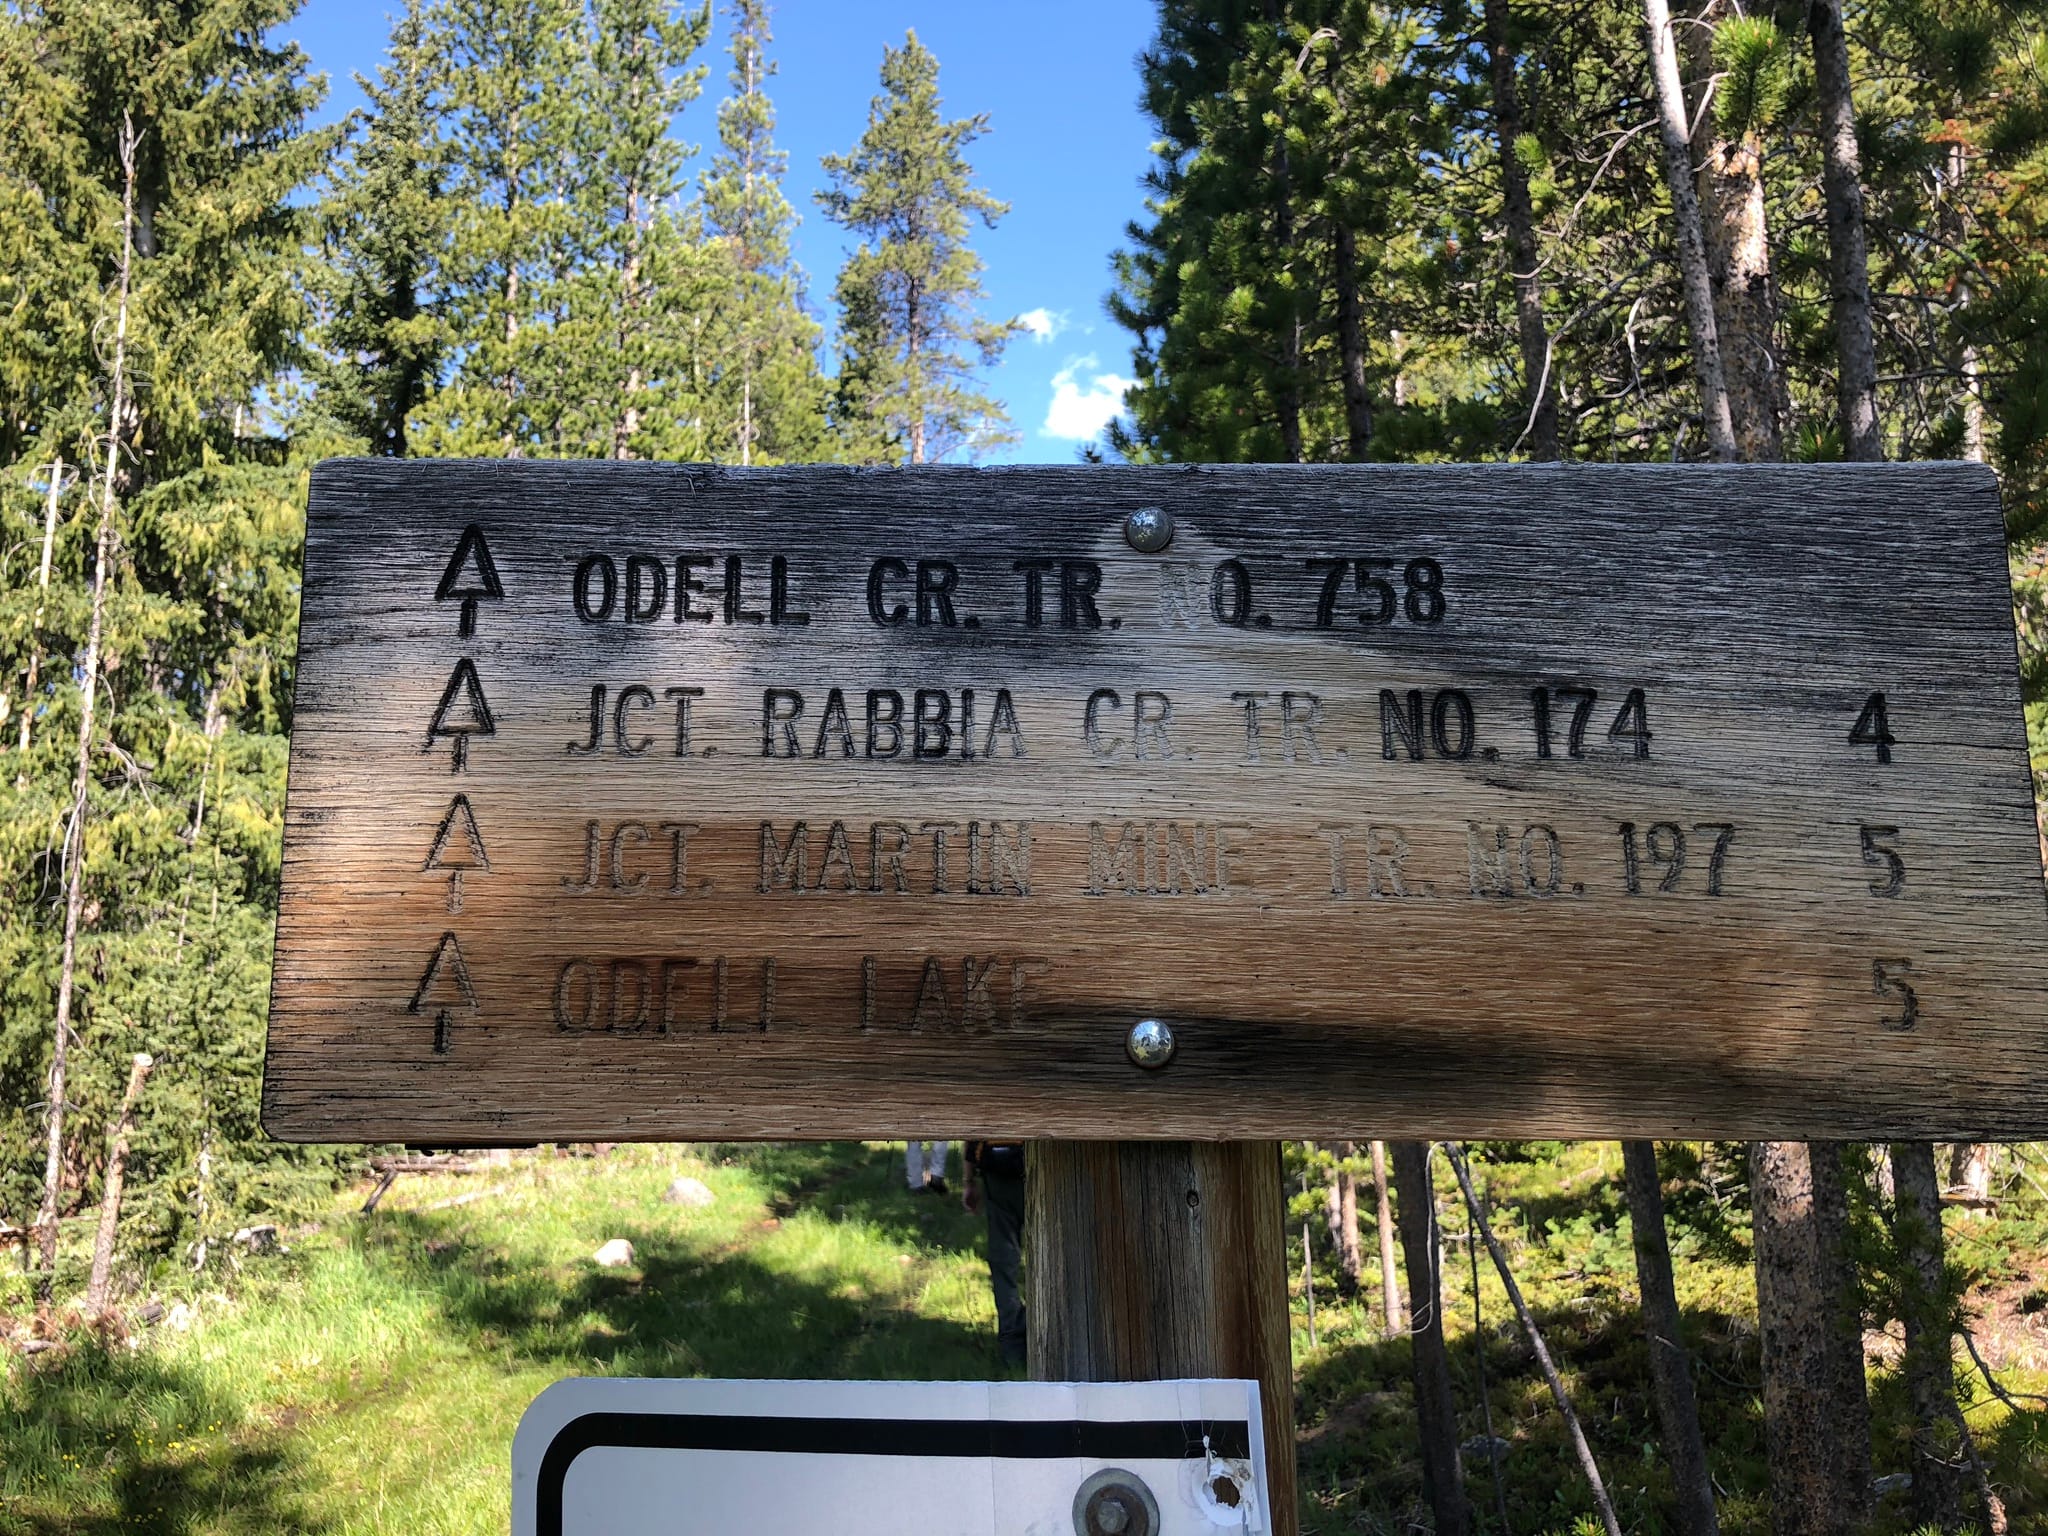 ODELL CR. TR. NO. 758
JCT. RABBIA CR. TR. NO. 174 4
JCT. MARTIN MINE TR. NO. 197 5
ODELL LAKE 5